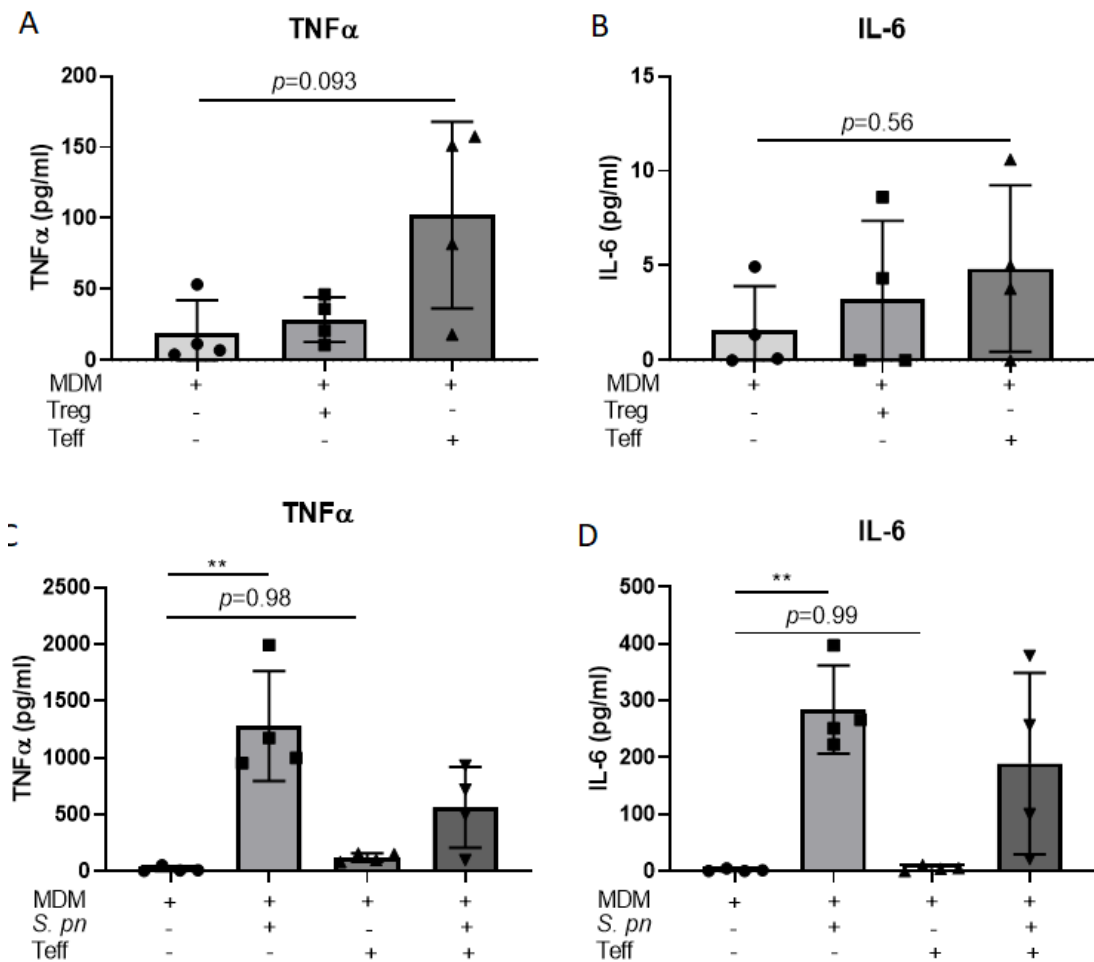 A
TNFα
TNFα (pg/ml)
200
150
100
50
0
p=0.093
MDM + + +
Treg - + -
Teff - - +
B
IL-6
IL-6 (pg/ml)
15
10
5
0
p=0.56
MDM + + +
Treg - + -
Teff - - +
TNFα
TNFα (pg/ml)
2500
2000
1500
1000
500
0
**
p=0.98
MDM + + + +
S. pn - + - +
Teff - - + +
D
IL-6
IL-6 (pg/ml)
500
400
300
200
100
0
**
p=0.99
MDM + + + +
S. pn - + - +
Teff - - + +